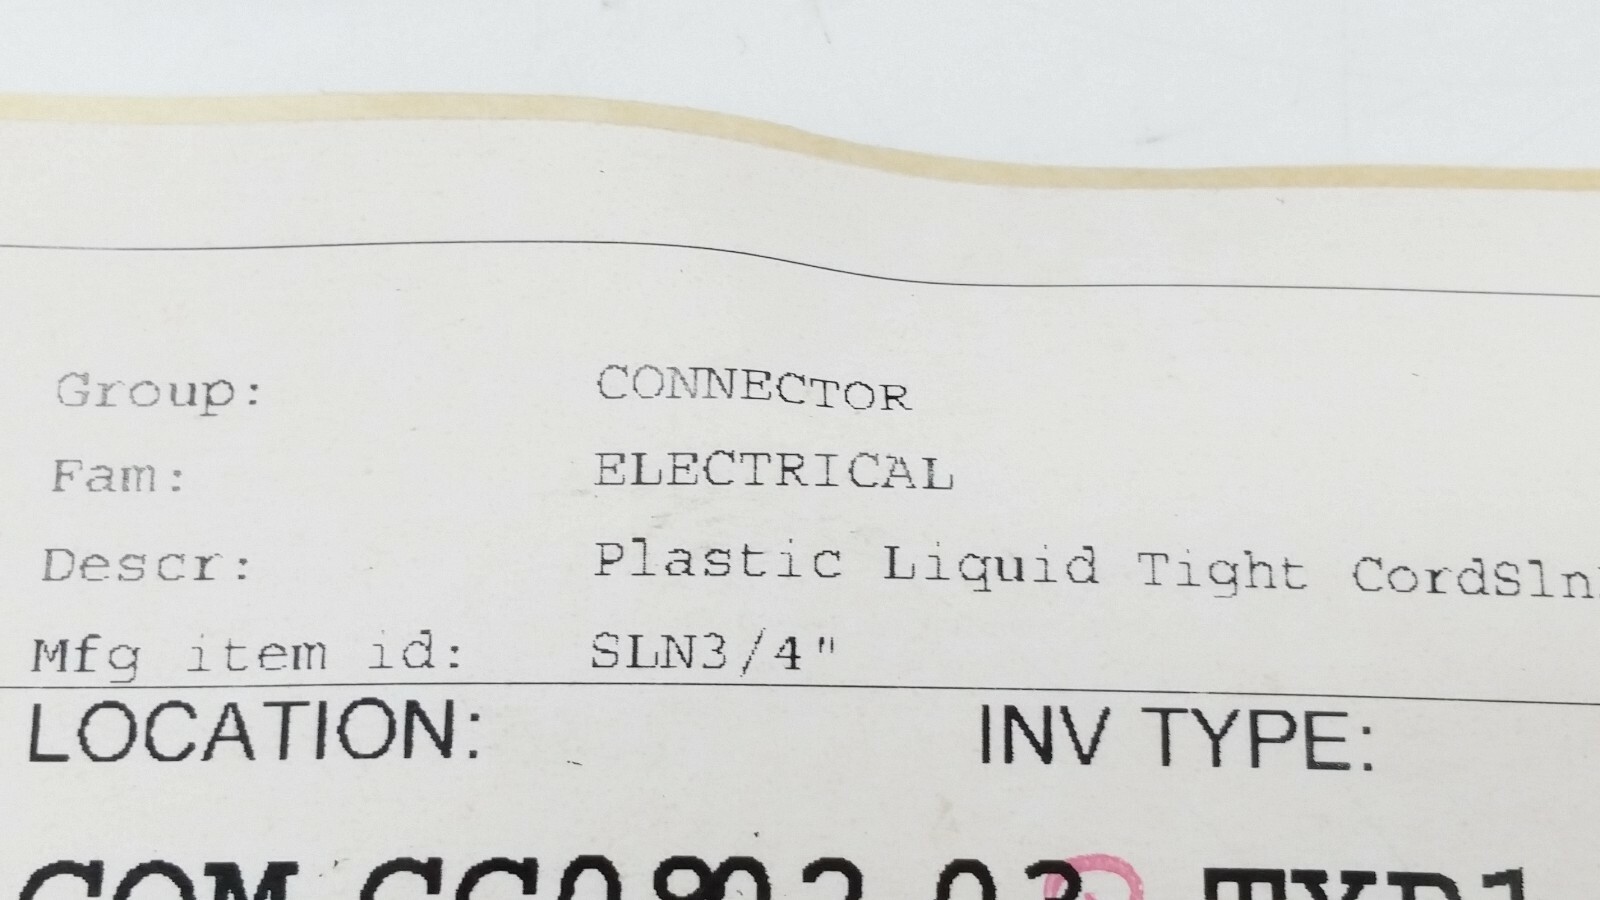 Group: CONNECTOR
Fam: ELECTRICAL
Descr: Plastic Liquid Tight CordSln
Mfg item id: SLN3/4"
LOCATION: INV TYPE: